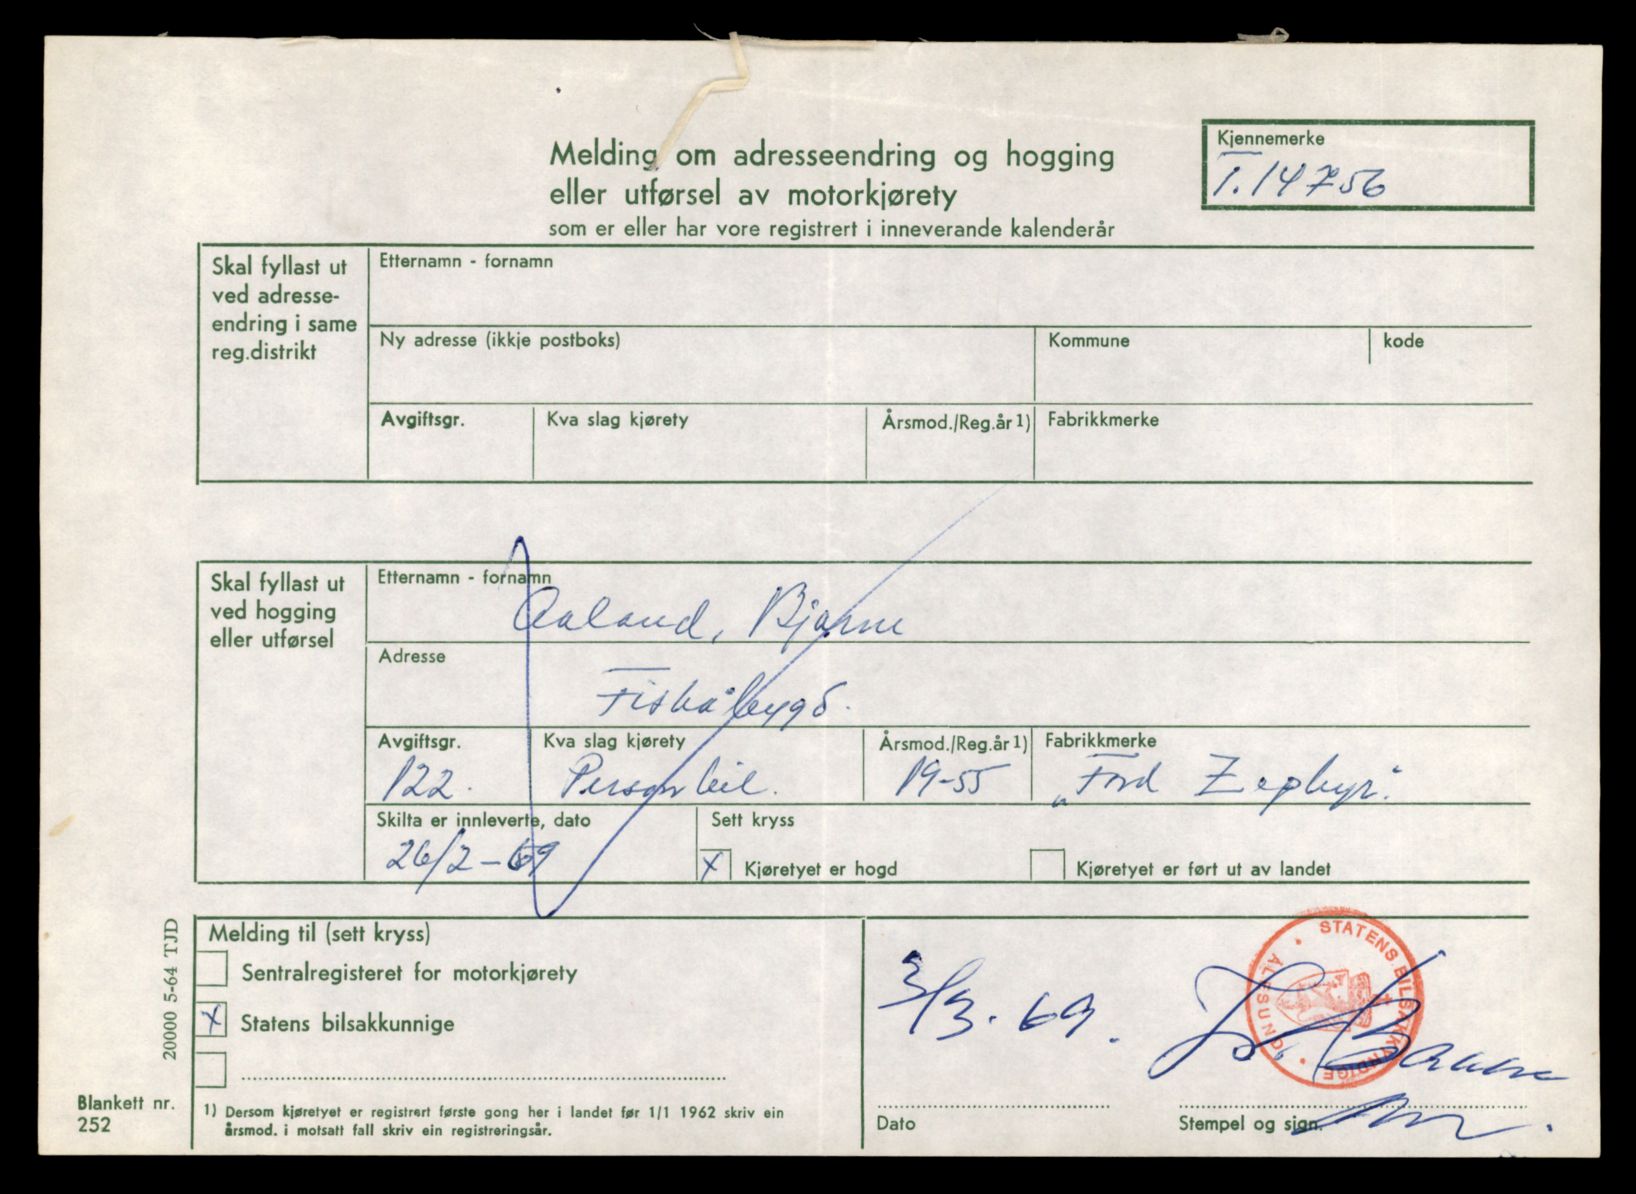 Melding om adresseendring og hogging
eller utførsel av motorkjørety
som er eller har vore registrert i inneverande kalenderår
Kjennemerke
T. 14756
Skal fyllast ut
ved adresse-
endring i same
reg.distrikt
Etternamn - fornamn
Ny adresse (ikkje postboks)
Kommune
kode
Avgiftsgr.
Kva slag kjørety
Årsmod./Reg.år 1)
Fabrikkmerke
Skal fyllast ut
ved hogging
eller utførsel
Etternamn - fornamn
Aaland, Bjarne
Adresse
Fiskåbygd.
Avgiftsgr.
122.
Kva slag kjørety
Personbil.
Årsmod./Reg.år 1)
19-55
Fabrikkmerke
„Ford Zephyr".
Skilta er innleverte, dato
26/2-69
Sett kryss
x Kjøretyet er hogd
Kjøretyet er ført ut av landet
Melding til (sett kryss)
Sentralregisteret for motorkjørety
x Statens bilsakkunnige
20000 5-64 TJD
Blankett nr.
252
1) Dersom kjøretyet er registrert første gong her i landet før 1/1 1962 skriv ein
årsmod. i motsatt fall skriv ein registreringsår.
3/3. 69.
Dato
STATENS BILSAKKUNNIGE
ÅLESUND
Stempel og sign.